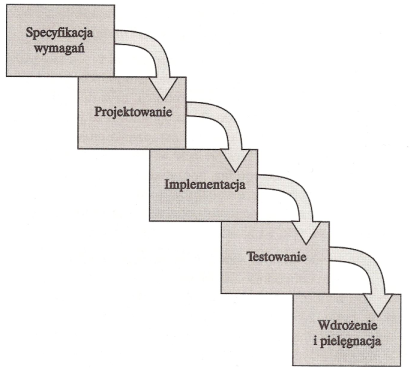 Specyfikacja
wymagań
Projektowanie
Implementacja
Testowanie
Wdrożenie
i pielęgnacja